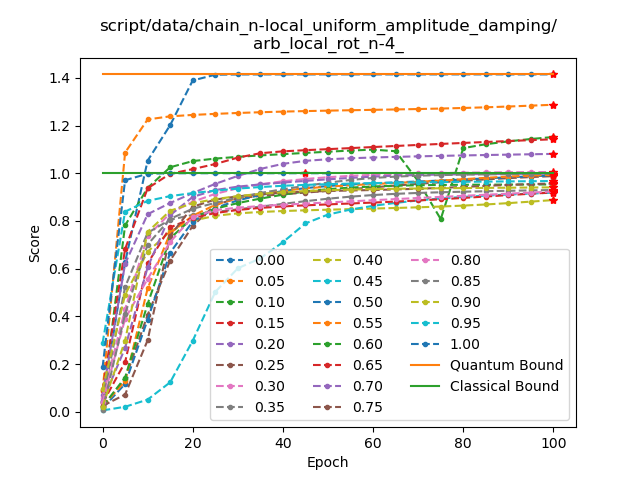 script/data/chain_n-local_uniform_amplitude_damping/
arb_local_rot_n-4_
Score
1.4
1.2
1.0
0.8
0.6
0.4
0.2
0.0
0.00 0.40 0.80
0.05 0.45 0.85
0.10 0.50 0.90
0.15 0.55 0.95
0.20 0.60 1.00
0.25 0.65 Quantum Bound
0.30 0.70 Classical Bound
0.35 0.75
0 20 40 60 80 100
Epoch